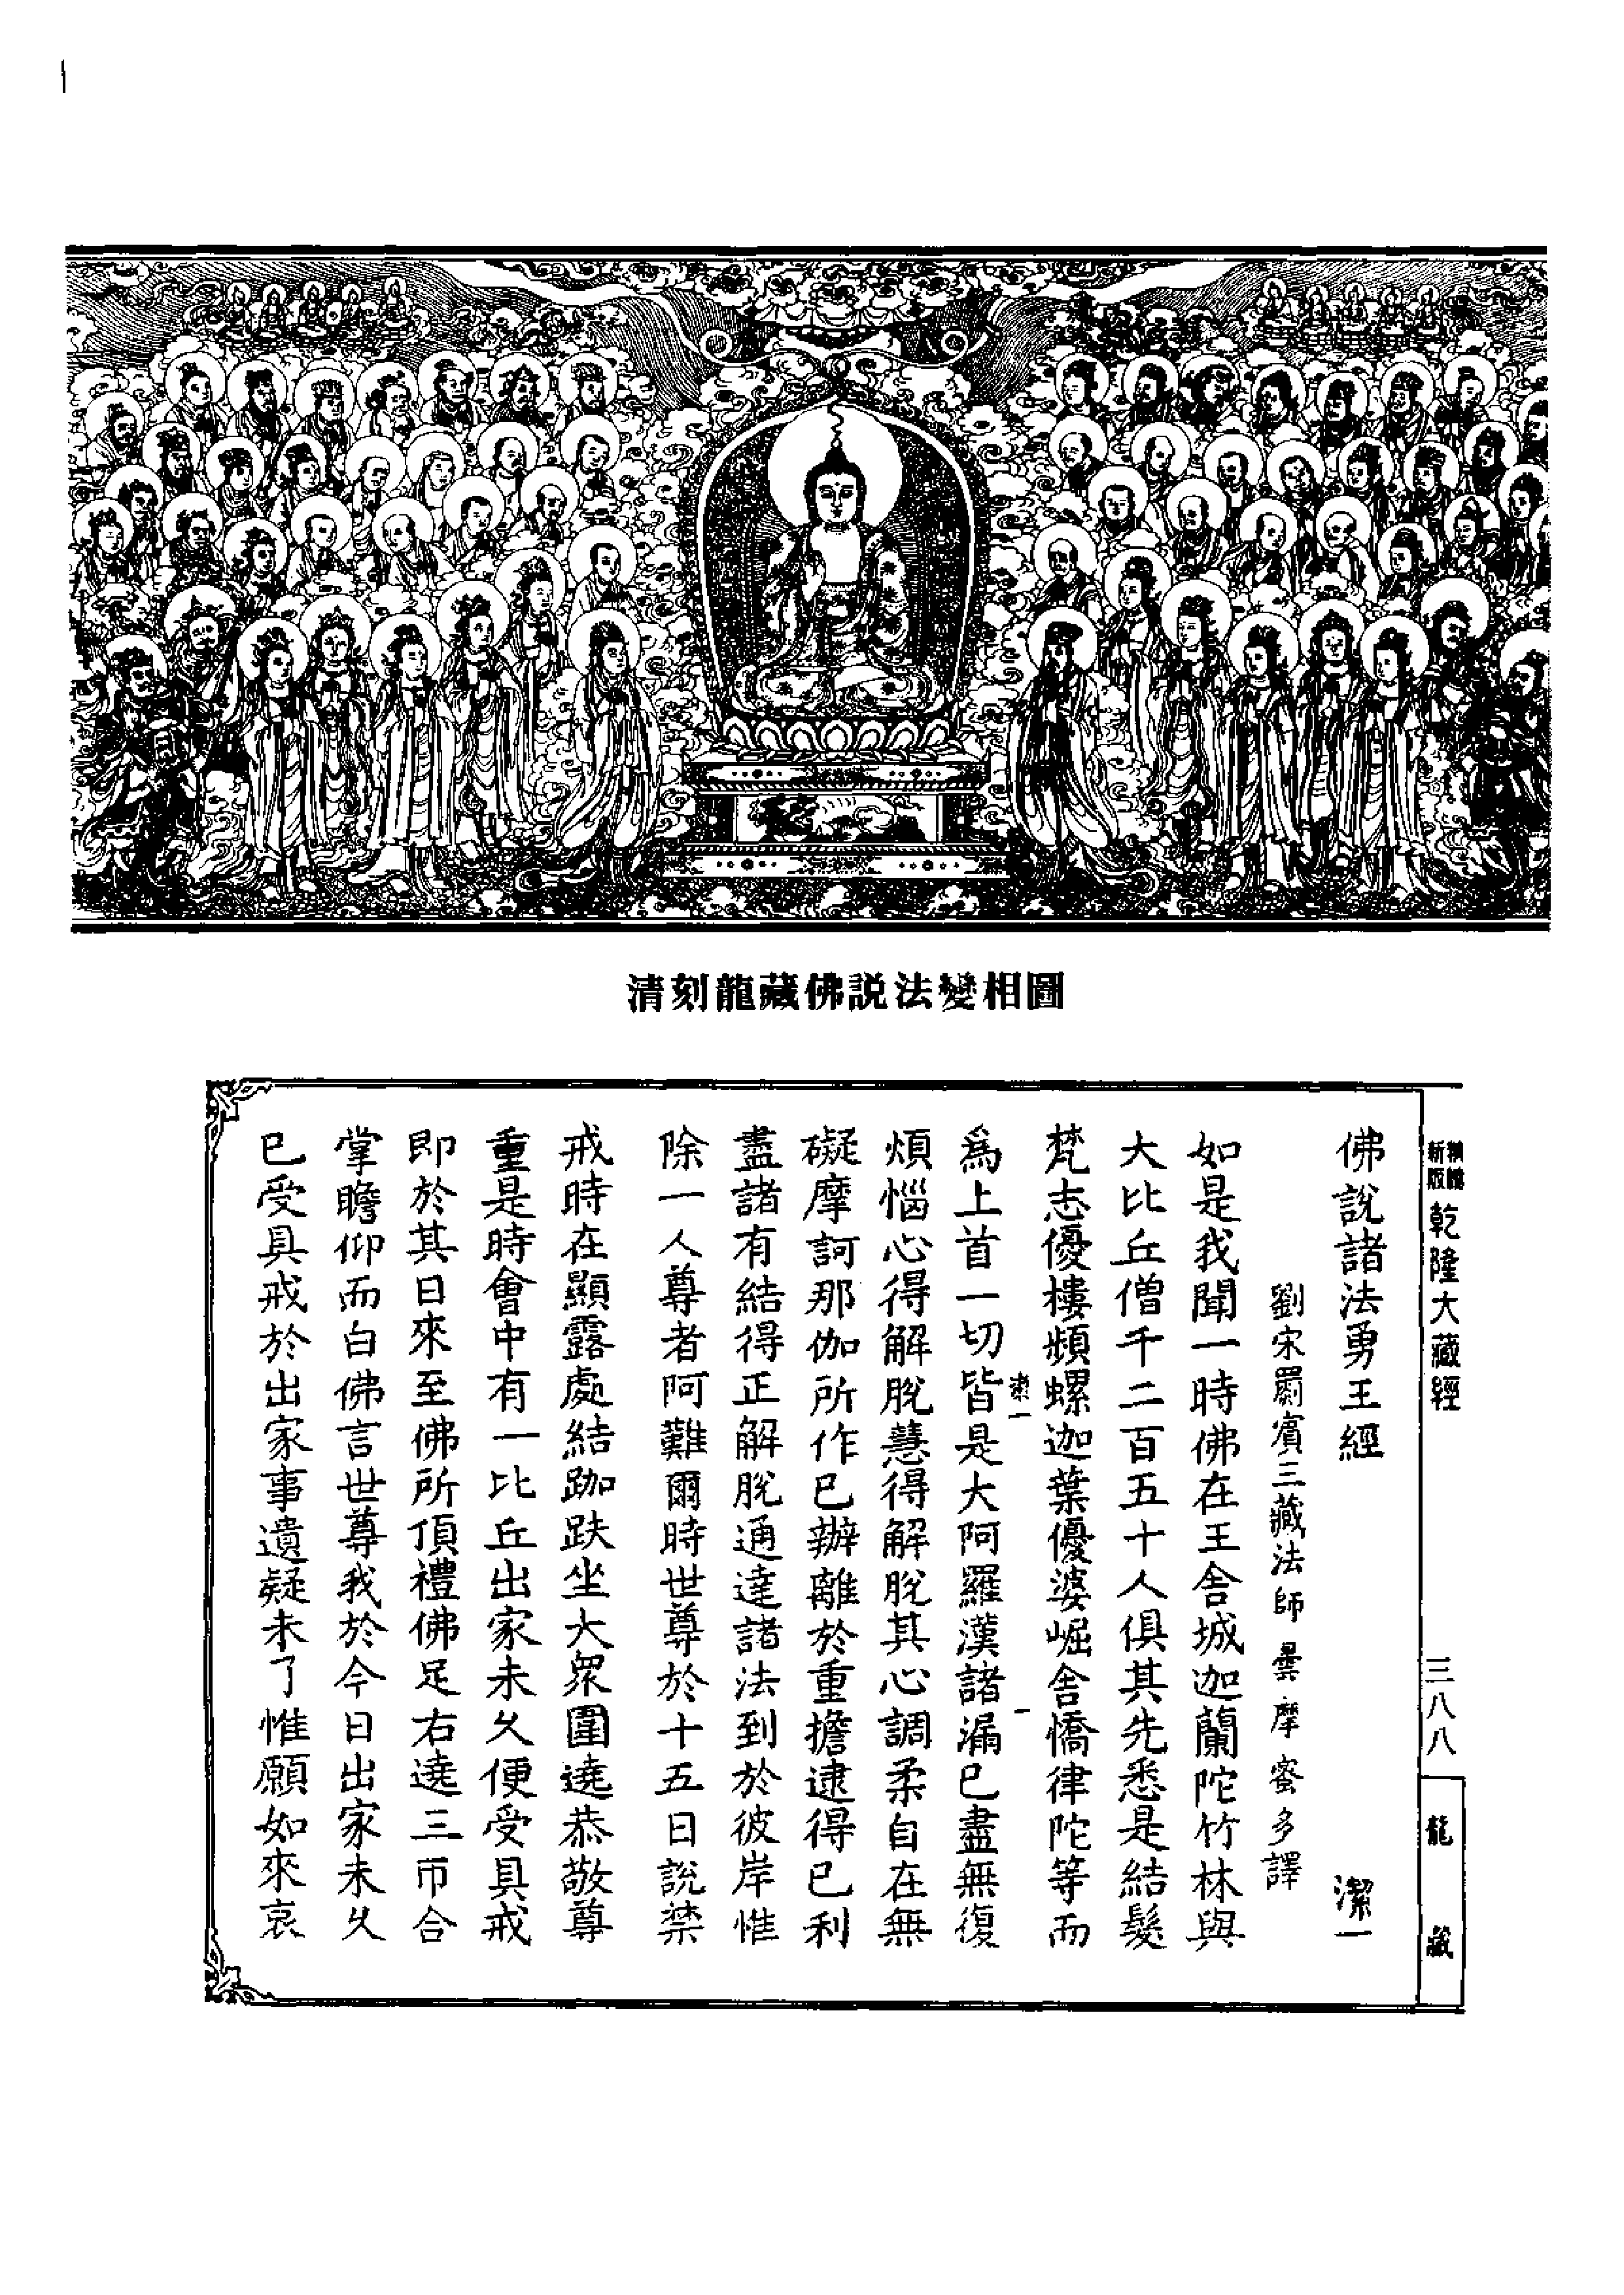 清刻龍藏佛説法變相圖
新版
乾隆大藏經
三八八
龍藏
佛說諸法勇王經 潔一
劉宋罽賓三藏法師曇摩蜜多譯
如是我聞一時佛在王舍城迦蘭陀竹林與
大比丘僧千二百五十人俱其先悉是結髮
梵志優樓頻螺迦葉優婆崛舍憍律陀等而
潔一 一
為上首一切皆是大阿羅漢諸漏已盡無復
煩惱心得解脫慧得解脫其心調柔自在無
礙摩訶那伽所作已辦離於重擔逮得已利
盡諸有結得正解脫通達諸法到於彼岸惟
除一人尊者阿難爾時世尊於十五日說禁
戒時在顯露處結跏趺坐大眾圍遶恭敬尊
重是時會中有一比丘出家未久便受具戒
即於其日來至佛所頂禮佛足右遶三帀合
掌瞻仰而白佛言世尊我於今日出家未久
已受具戒於出家事遺疑未了惟願如來哀